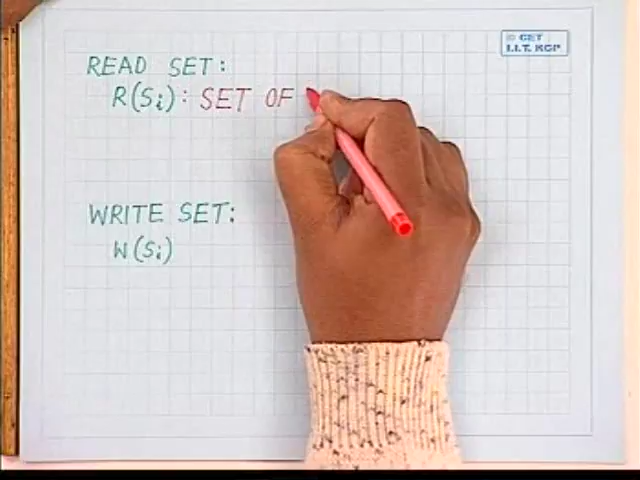 © CET
I.I.T. KGP
READ SET:
R(Si): SET OF
WRITE SET:
W(Si)